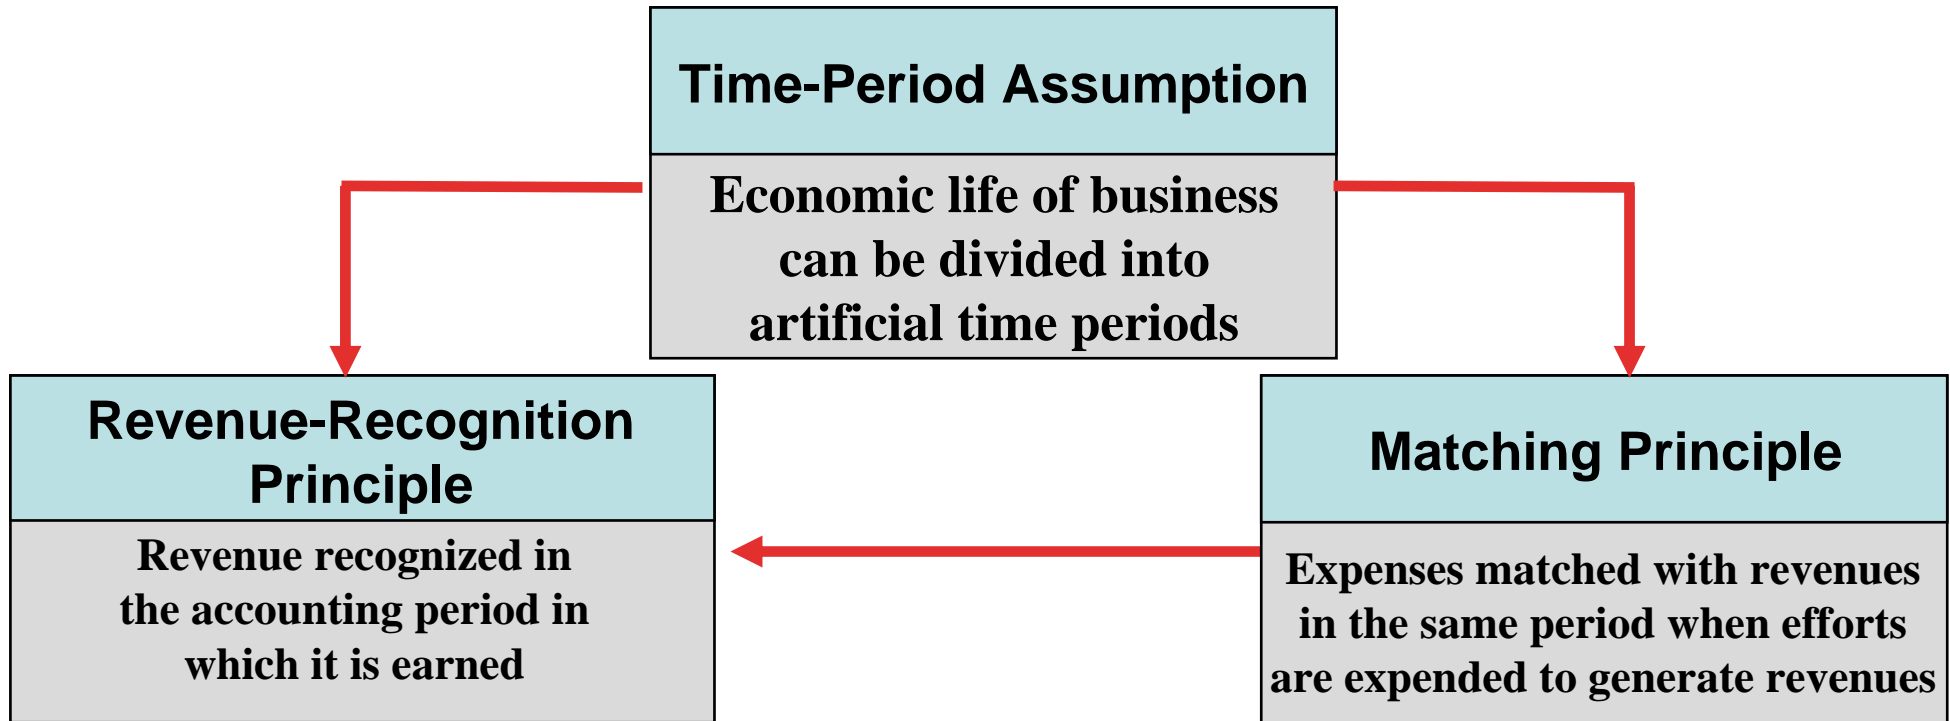 Time-Period Assumption
Economic life of business
can be divided into
artificial time periods
Revenue-Recognition
Principle
Revenue recognized in
the accounting period in
which it is earned
Matching Principle
Expenses matched with revenues
in the same period when efforts
are expended to generate revenues